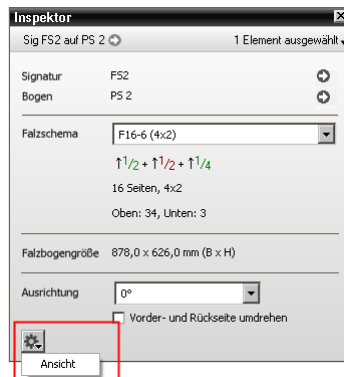 Inspektor
Sig FS2 auf PS 2 1 Element ausgewählt
Signatur FS2
Bogen PS 2
Falzschema F16-6 (4x2)
↑1/2 + ↑1/2 + ↑1/4
16 Seiten, 4x2
Oben: 34, Unten: 3
Falzbogengröße 878,0 x 626,0 mm (B x H)
Ausrichtung 0°
Vorder- und Rückseite umdrehen
Ansicht